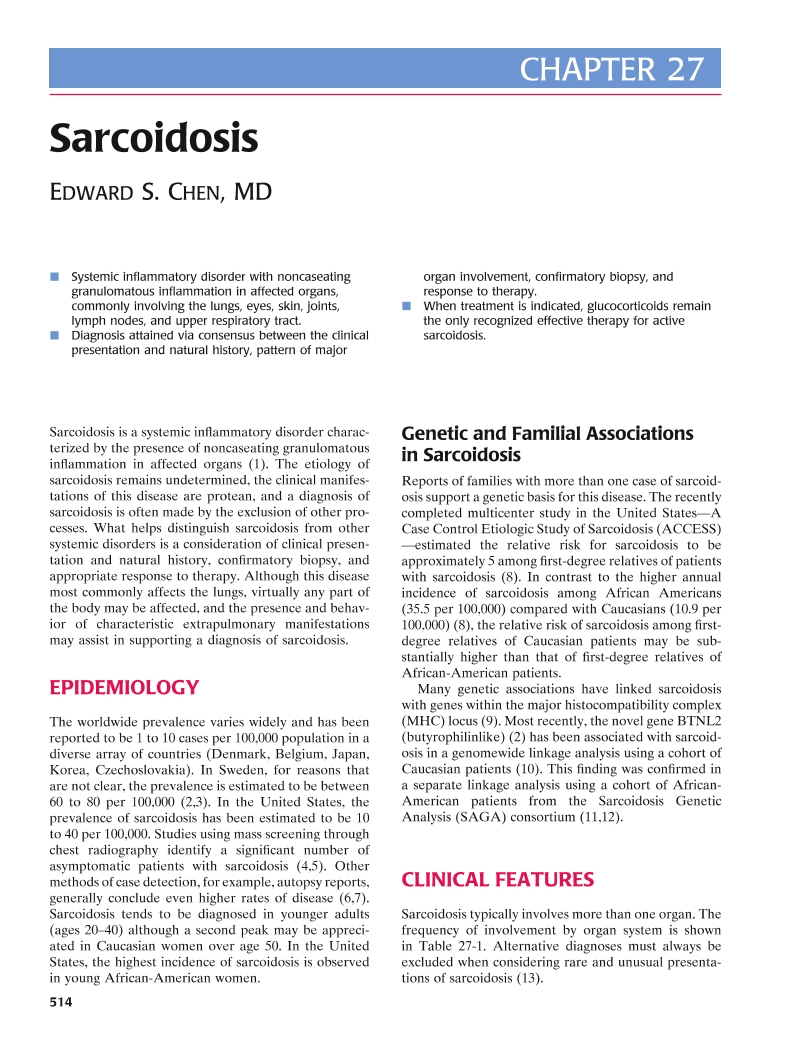 CHAPTER 27
Sarcoidosis
EDWARD S. CHEN, MD
■ Systemic inflammatory disorder with noncaseating
granulomatous inflammation in affected organs,
commonly involving the lungs, eyes, skin, joints,
lymph nodes, and upper respiratory tract.
■ Diagnosis attained via consensus between the clinical
presentation and natural history, pattern of major
organ involvement, confirmatory biopsy, and
response to therapy.
■ When treatment is indicated, glucocorticoids remain
the only recognized effective therapy for active
sarcoidosis.
Sarcoidosis is a systemic inflammatory disorder charac-
terized by the presence of noncaseating granulomatous
inflammation in affected organs (1). The etiology of
sarcoidosis remains undetermined, the clinical manifes-
tations of this disease are protean, and a diagnosis of
sarcoidosis is often made by the exclusion of other pro-
cesses. What helps distinguish sarcoidosis from other
systemic disorders is a consideration of clinical presen-
tation and natural history, confirmatory biopsy, and
appropriate response to therapy. Although this disease
most commonly affects the lungs, virtually any part of
the body may be affected, and the presence and behav-
ior of characteristic extrapulmonary manifestations
may assist in supporting a diagnosis of sarcoidosis.
EPIDEMIOLOGY
The worldwide prevalence varies widely and has been
reported to be 1 to 10 cases per 100,000 population in a
diverse array of countries (Denmark, Belgium, Japan,
Korea, Czechoslovakia). In Sweden, for reasons that
are not clear, the prevalence is estimated to be between
60 to 80 per 100,000 (2,3). In the United States, the
prevalence of sarcoidosis has been estimated to be 10
to 40 per 100,000. Studies using mass screening through
chest radiography identify a significant number of
asymptomatic patients with sarcoidosis (4,5). Other
methods of case detection, for example, autopsy reports,
generally conclude even higher rates of disease (6,7).
Sarcoidosis tends to be diagnosed in younger adults
(ages 20–40) although a second peak may be appreci-
ated in Caucasian women over age 50. In the United
States, the highest incidence of sarcoidosis is observed
in young African-American women.
Genetic and Familial Associations
in Sarcoidosis
Reports of families with more than one case of sarcoid-
osis support a genetic basis for this disease. The recently
completed multicenter study in the United States—A
Case Control Etiologic Study of Sarcoidosis (ACCESS)
—estimated the relative risk for sarcoidosis to be
approximately 5 among first-degree relatives of patients
with sarcoidosis (8). In contrast to the higher annual
incidence of sarcoidosis among African Americans
(35.5 per 100,000) compared with Caucasians (10.9 per
100,000) (8), the relative risk of sarcoidosis among first-
degree relatives of Caucasian patients may be sub-
stantially higher than that of first-degree relatives of
African-American patients.
Many genetic associations have linked sarcoidosis
with genes within the major histocompatibility complex
(MHC) locus (9). Most recently, the novel gene BTNL2
(butyrophilinlike) (2) has been associated with sarcoid-
osis in a genomewide linkage analysis using a cohort of
Caucasian patients (10). This finding was confirmed in
a separate linkage analysis using a cohort of African-
American patients from the Sarcoidosis Genetic
Analysis (SAGA) consortium (11,12).
CLINICAL FEATURES
Sarcoidosis typically involves more than one organ. The
frequency of involvement by organ system is shown
in Table 27-1. Alternative diagnoses must always be
excluded when considering rare and unusual presenta-
tions of sarcoidosis (13).
514